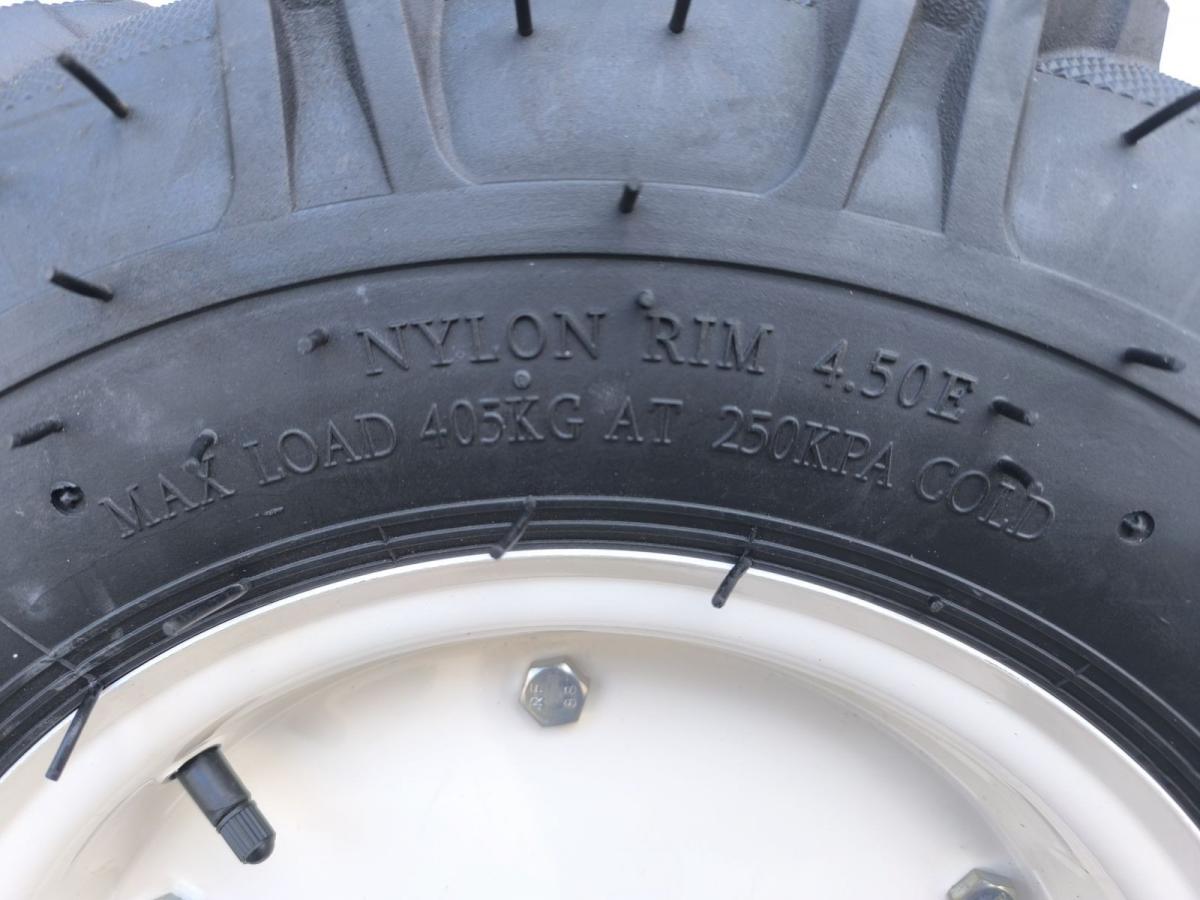 NYLON RIM 4.50E
MAX LOAD 405KG AT 250KPA COLD